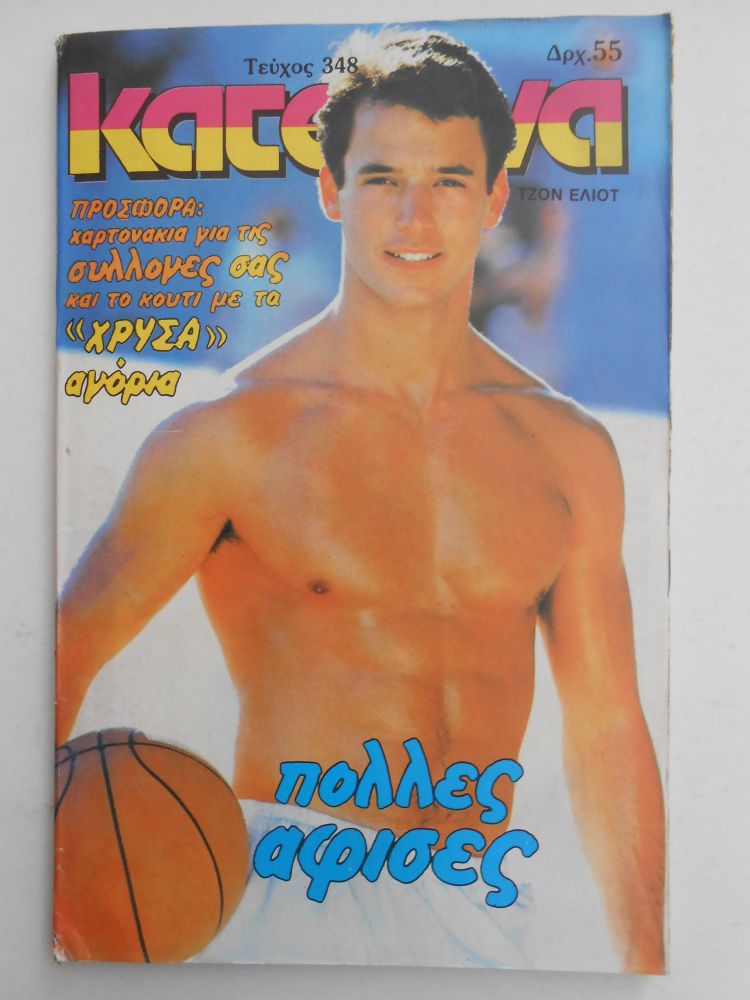 Τεύχος 348
Δρχ.55
ΤΖΟΝ ΕΛΙΟΤ
ΠΡΟΣΦΟΡΑ:
χαρτονακια για τις
συλλογες σας
και το κουτι με τα
«ΧΡΥΣΑ»
αγόρια
πολλες
αφισες